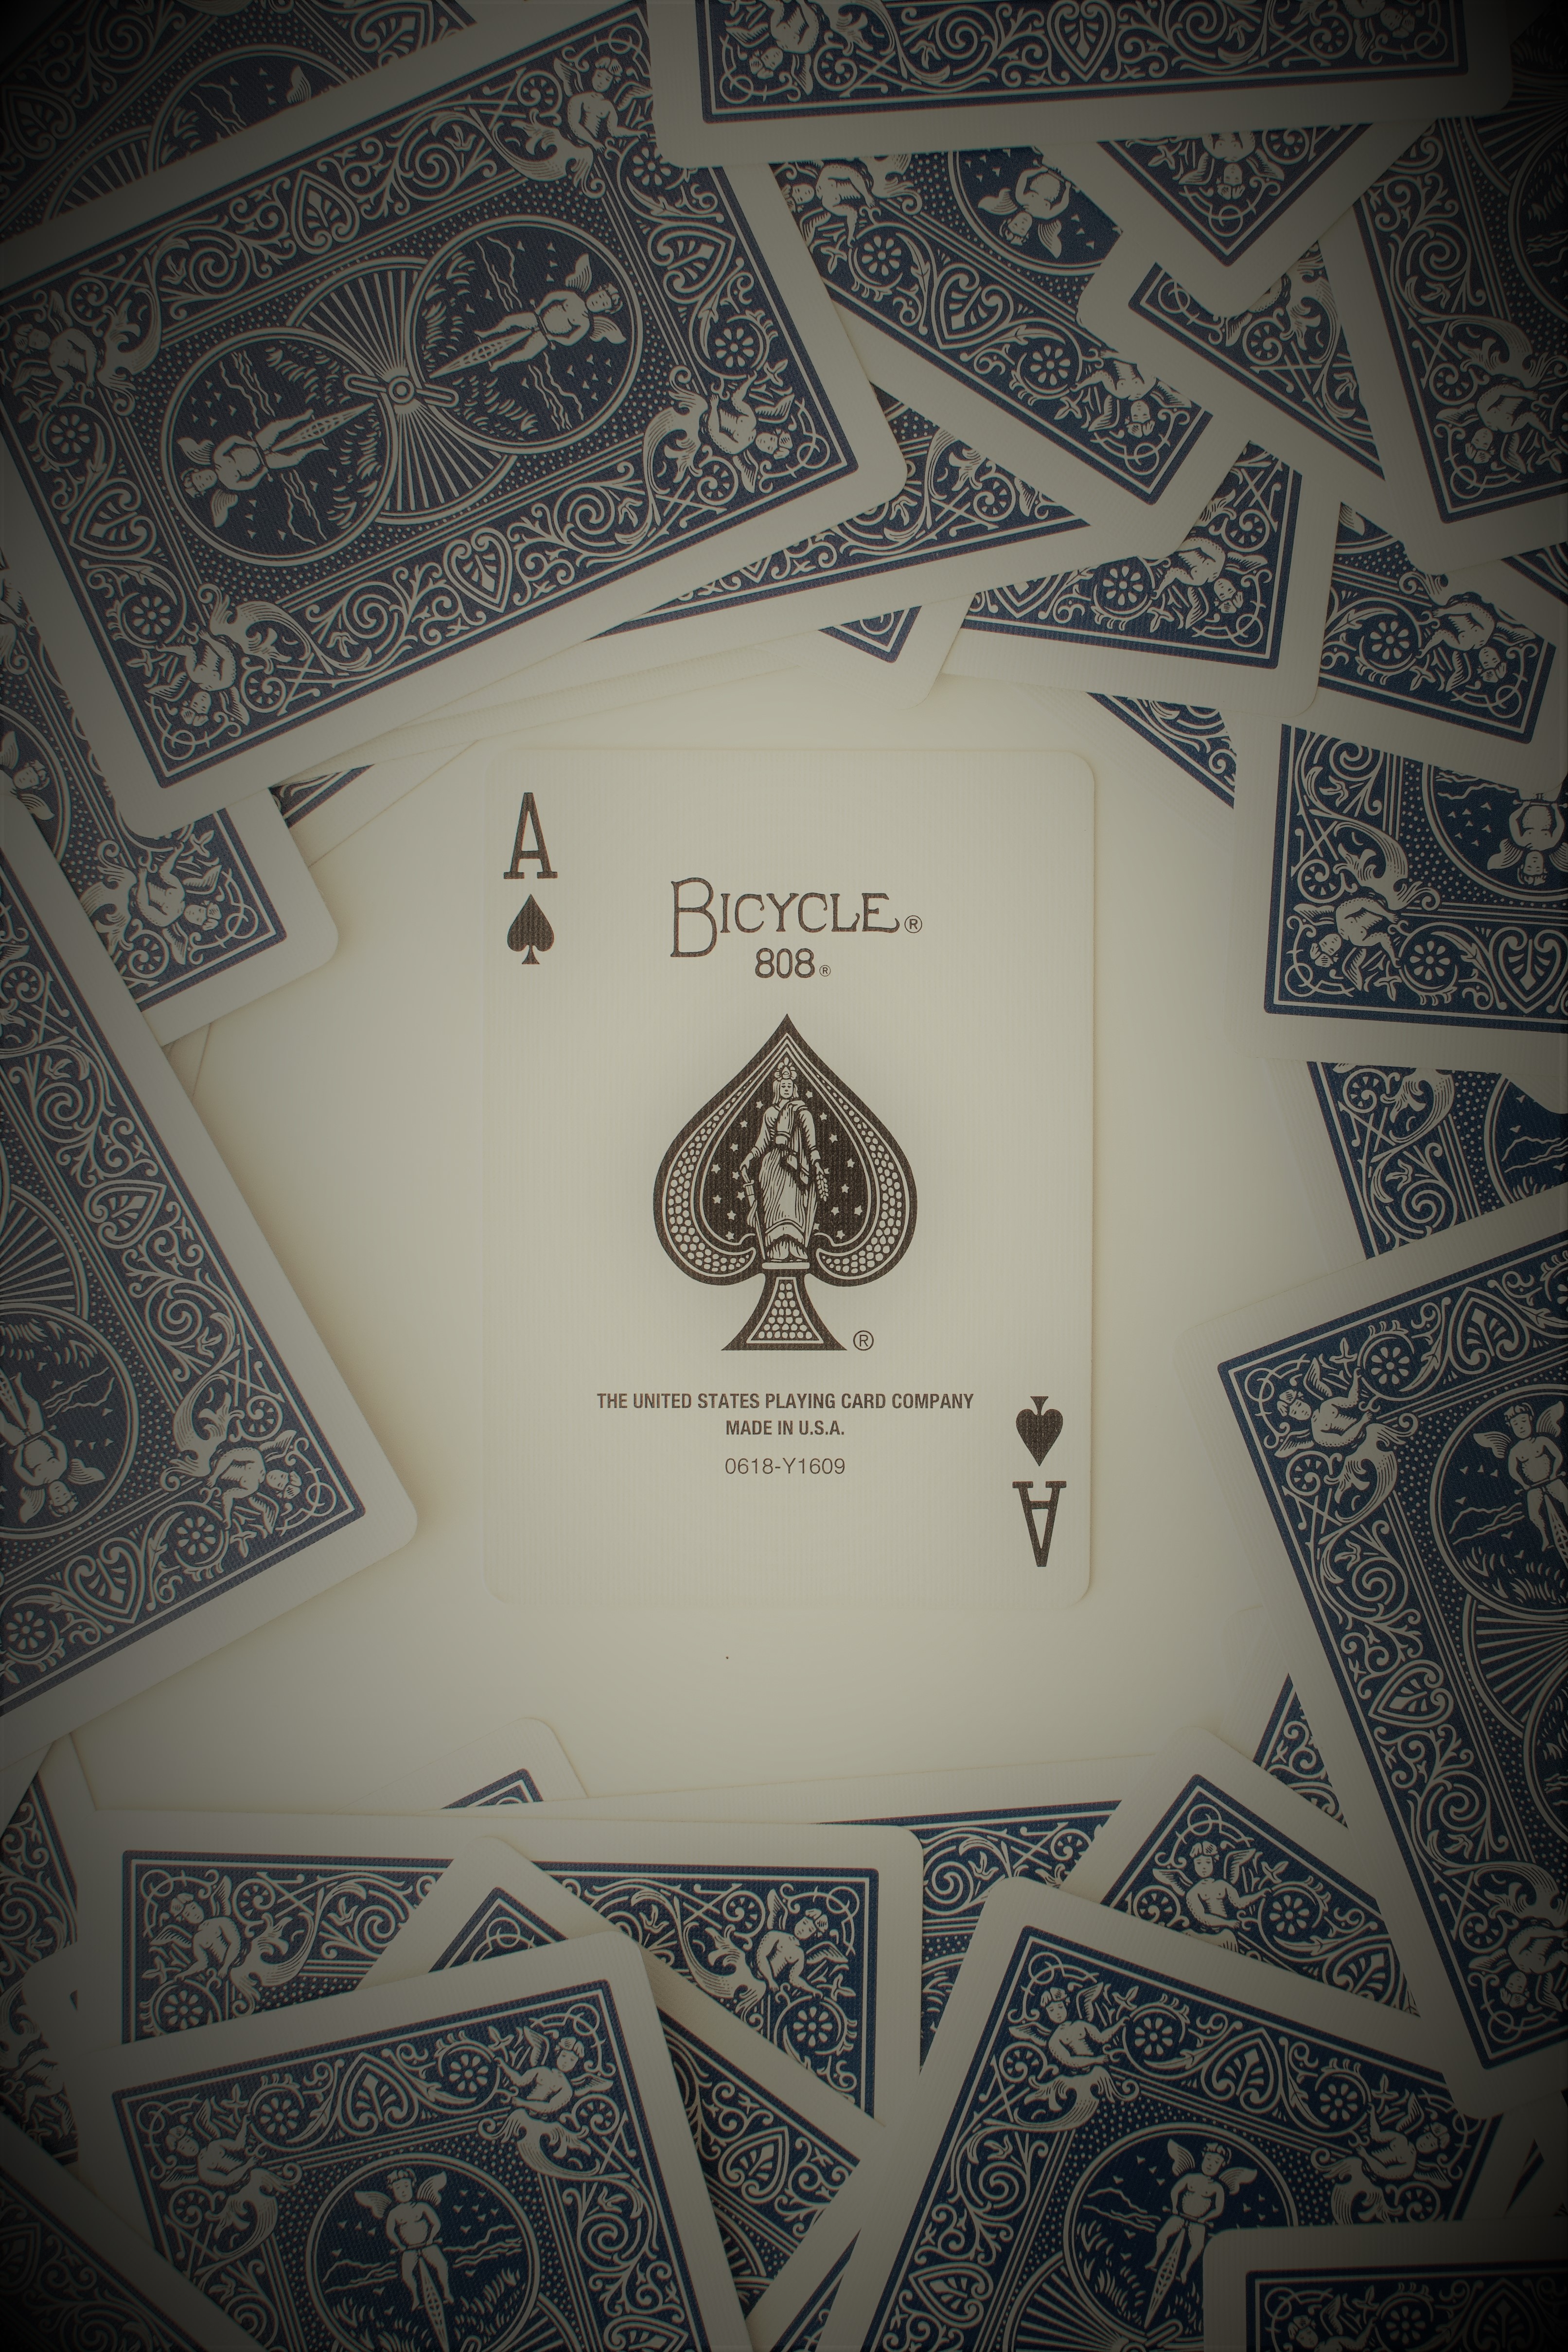 A
BICYCLE®
808®
®
THE UNITED STATES PLAYING CARD COMPANY
MADE IN U.S.A.
0618-Y1609
A